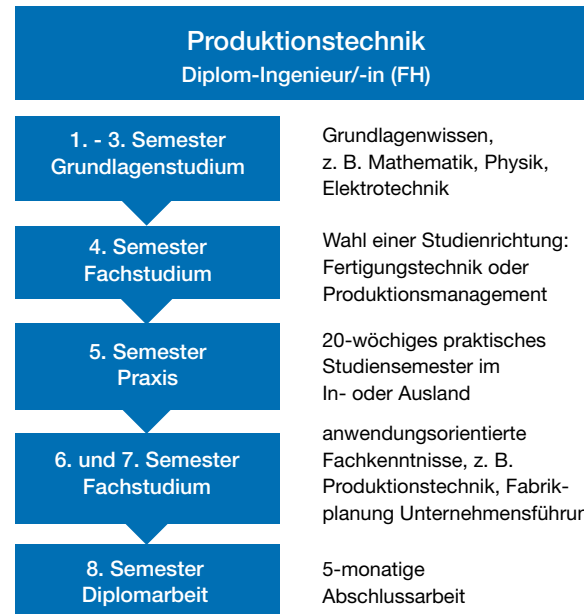 Produktionstechnik
Diplom-Ingenieur/-in (FH)
1. - 3. Semester
Grundlagenstudium
Grundlagenwissen,
z. B. Mathematik, Physik,
Elektrotechnik
4. Semester
Fachstudium
Wahl einer Studienrichtung:
Fertigungstechnik oder
Produktionsmanagement
5. Semester
Praxis
20-wöchiges praktisches
Studiensemester im
In- oder Ausland
6. und 7. Semester
Fachstudium
anwendungsorientierte
Fachkenntnisse, z. B.
Produktionstechnik, Fabrik-
planung Unternehmensführun
8. Semester
Diplomarbeit
5-monatige
Abschlussarbeit